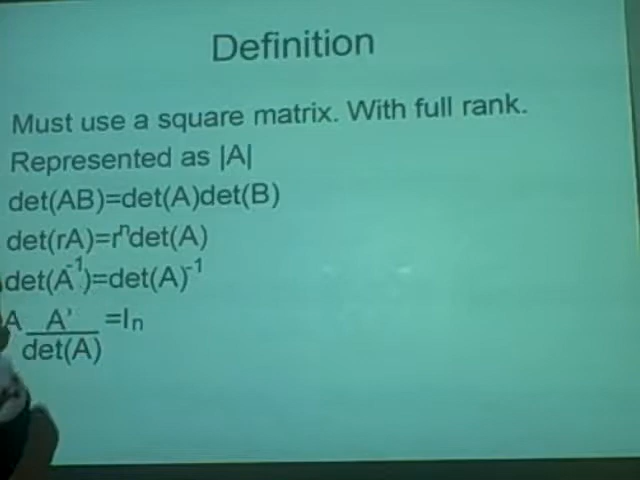 Definition
Must use a square matrix. With full rank.
Represented as |A|
det(AB)=det(A)det(B)
det(rA)=rⁿdet(A)
det(A⁻¹)=det(A)⁻¹
A A' =Iₙ
det(A)